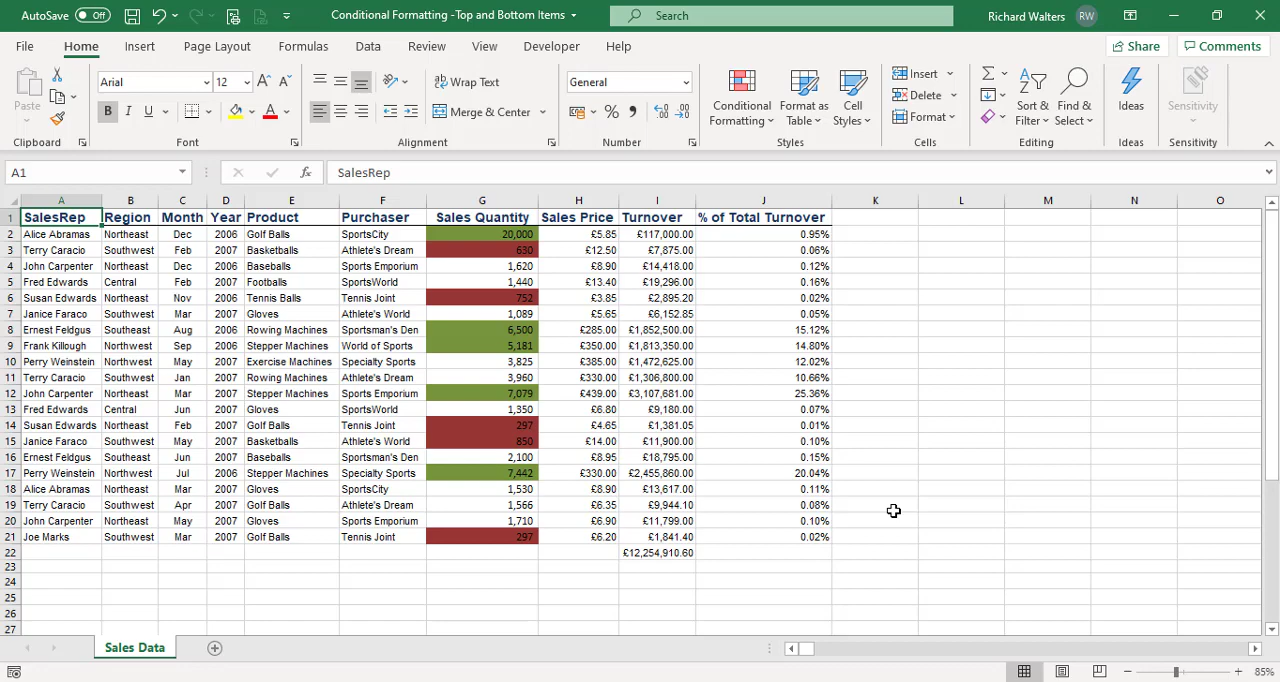 AutoSave Off Conditional Formatting -Top and Bottom Items Search Richard Walters RW
File Home Insert Page Layout Formulas Data Review View Developer Help Share Comments
Arial 12 Wrap Text General Insert
Paste B I U A Merge & Center % , Conditional Formatting Format as Table Cell Styles Delete Sort & Filter Find & Select Ideas Sensitivity
Format
Clipboard Font Alignment Number Styles Cells Editing Ideas Sensitivity
A1 fx SalesRep
A B C D E F G H I J K L M N O
1 SalesRep Region Month Year Product Purchaser Sales Quantity Sales Price Turnover % of Total Turnover
2 Alice Abramas Northeast Dec 2006 Golf Balls SportsCity 20,000 £5.85 £117,000.00 0.95%
3 Terry Caracio Southwest Feb 2007 Basketballs Athlete's Dream 630 £12.50 £7,875.00 0.06%
4 John Carpenter Northeast Dec 2006 Baseballs Sports Emporium 1,620 £8.90 £14,418.00 0.12%
5 Fred Edwards Central Feb 2007 Footballs SportsWorld 1,440 £13.40 £19,296.00 0.16%
6 Susan Edwards Northeast Nov 2006 Tennis Balls Tennis Joint 752 £3.85 £2,895.20 0.02%
7 Janice Faraco Southwest Mar 2007 Gloves Athlete's World 1,089 £5.65 £6,152.85 0.05%
8 Ernest Feldgus Southeast Aug 2006 Rowing Machines Sportsman's Den 6,500 £285.00 £1,852,500.00 15.12%
9 Frank Killough Northeast Sep 2006 Stepper Machines World of Sports 5,181 £350.00 £1,813,350.00 14.80%
10 Perry Weinstein Northwest May 2007 Exercise Machines Specialty Sports 3,825 £385.00 £1,472,625.00 12.02%
11 Terry Caracio Southwest Jan 2007 Rowing Machines Athlete's Dream 3,960 £330.00 £1,306,800.00 10.66%
12 John Carpenter Northeast Mar 2007 Stepper Machines Sports Emporium 7,079 £439.00 £3,107,681.00 25.36%
13 Fred Edwards Central Jun 2007 Gloves SportsWorld 1,350 £6.80 £9,180.00 0.07%
14 Susan Edwards Northeast Feb 2007 Golf Balls Tennis Joint 297 £4.65 £1,381.05 0.01%
15 Janice Faraco Southwest May 2007 Basketballs Athlete's World 850 £14.00 £11,900.00 0.10%
16 Ernest Feldgus Southeast Jun 2007 Baseballs Sportsman's Den 2,100 £8.95 £18,795.00 0.15%
17 Perry Weinstein Northwest Jul 2006 Stepper Machines Specialty Sports 7,442 £330.00 £2,455,860.00 20.04%
18 Alice Abramas Northeast Mar 2007 Gloves SportsCity 1,530 £8.90 £13,617.00 0.11%
19 Terry Caracio Southwest Apr 2007 Golf Balls Athlete's Dream 1,566 £6.35 £9,944.10 0.08%
20 John Carpenter Northeast May 2007 Gloves Sports Emporium 1,710 £6.90 £11,799.00 0.10%
21 Joe Marks Southwest Mar 2007 Golf Balls Tennis Joint 297 £6.20 £1,841.40 0.02%
22 £12,254,910.60
23
24
25
26
27
Sales Data
85%